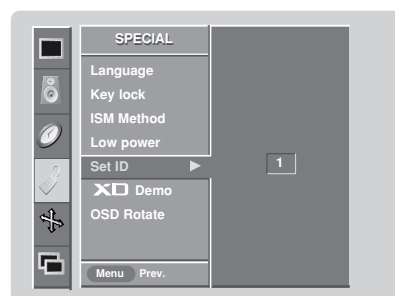 SPECIAL
Language
Key lock
ISM Method
Low power
Set ID
1
XD Demo
OSD Rotate
Menu Prev.